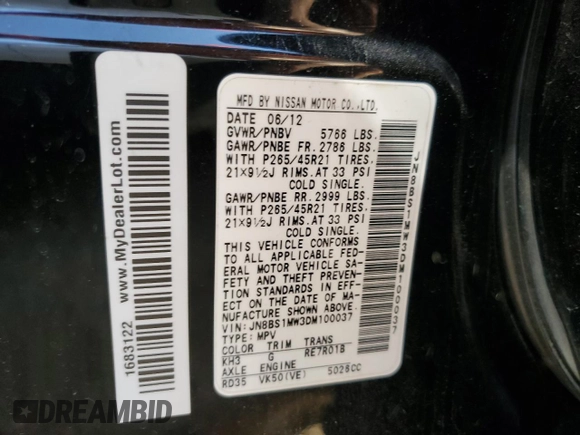 www.MyDealerLot.com
1683122
MFD BY NISSAN MOTOR CO.,LTD.
DATE 06/12
GVWR/PNBV 5766 LBS.
GAWR/PNBE FR. 2786 LBS.
WITH P265/45R21 TIRES.
21×9½J RIMS.AT 33 PSI
COLD SINGLE.
GAWR/PNBE RR. 2999 LBS.
WITH P265/45R21 TIRES.
21×9½J RIMS.AT 33 PSI
COLD SINGLE.
THIS VEHICLE CONFORMS
TO ALL APPLICABLE FED-
ERAL MOTOR VEHICLE SA-
FETY AND THEFT PREVEN-
TION STANDARDS IN EFF-
ECT ON THE DATE OF MA-
NUFACTURE SHOWN ABOVE.
VIN: JN8BS1MW3DM100037
TYPE: MPV
COLOR TRIM TRANS
KH3 G RE7R01B
AXLE ENGINE
RD35 VK50(VE) 5026CC
JN8BS1MW3DM100037
DREAMBID